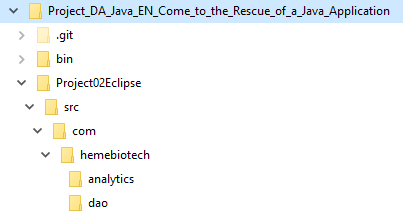 Project_DA_Java_EN_Come_to_the_Rescue_of_a_Java_Application
.git
bin
Project02Eclipse
src
com
hemebiotech
analytics
dao